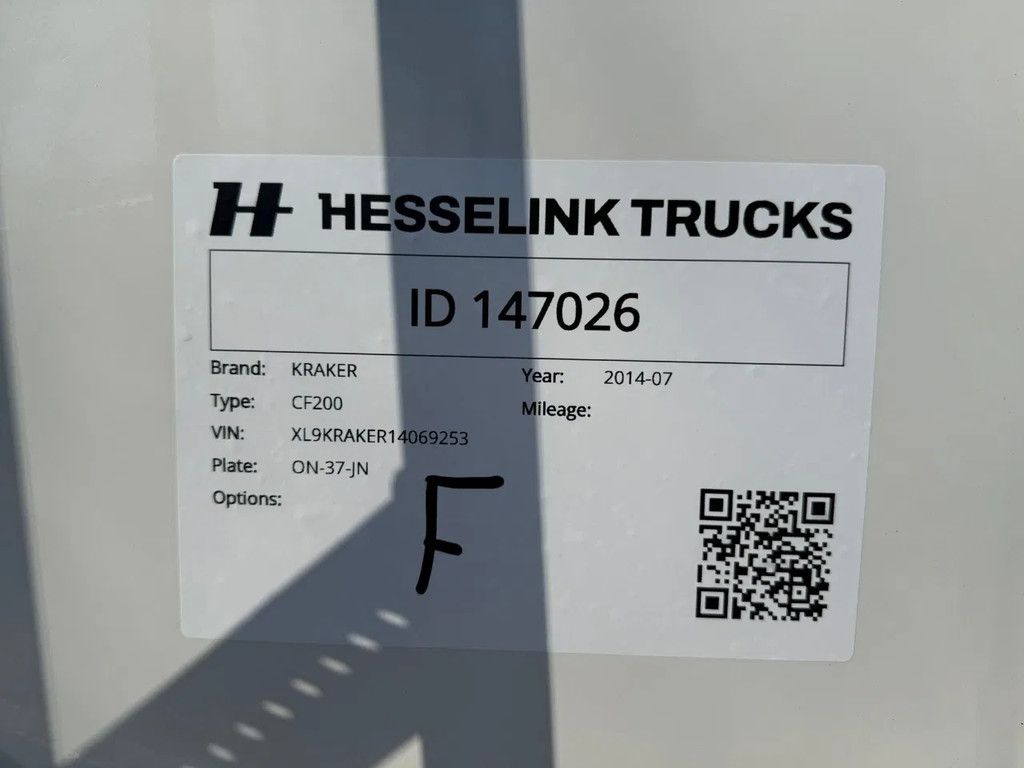 H HESSELINK TRUCKS
ID 147026
Brand: KRAKER Year: 2014-07
Type: CF200 Mileage:
VIN: XL9KRAKER14069253
Plate: ON-37-JN
Options:
F